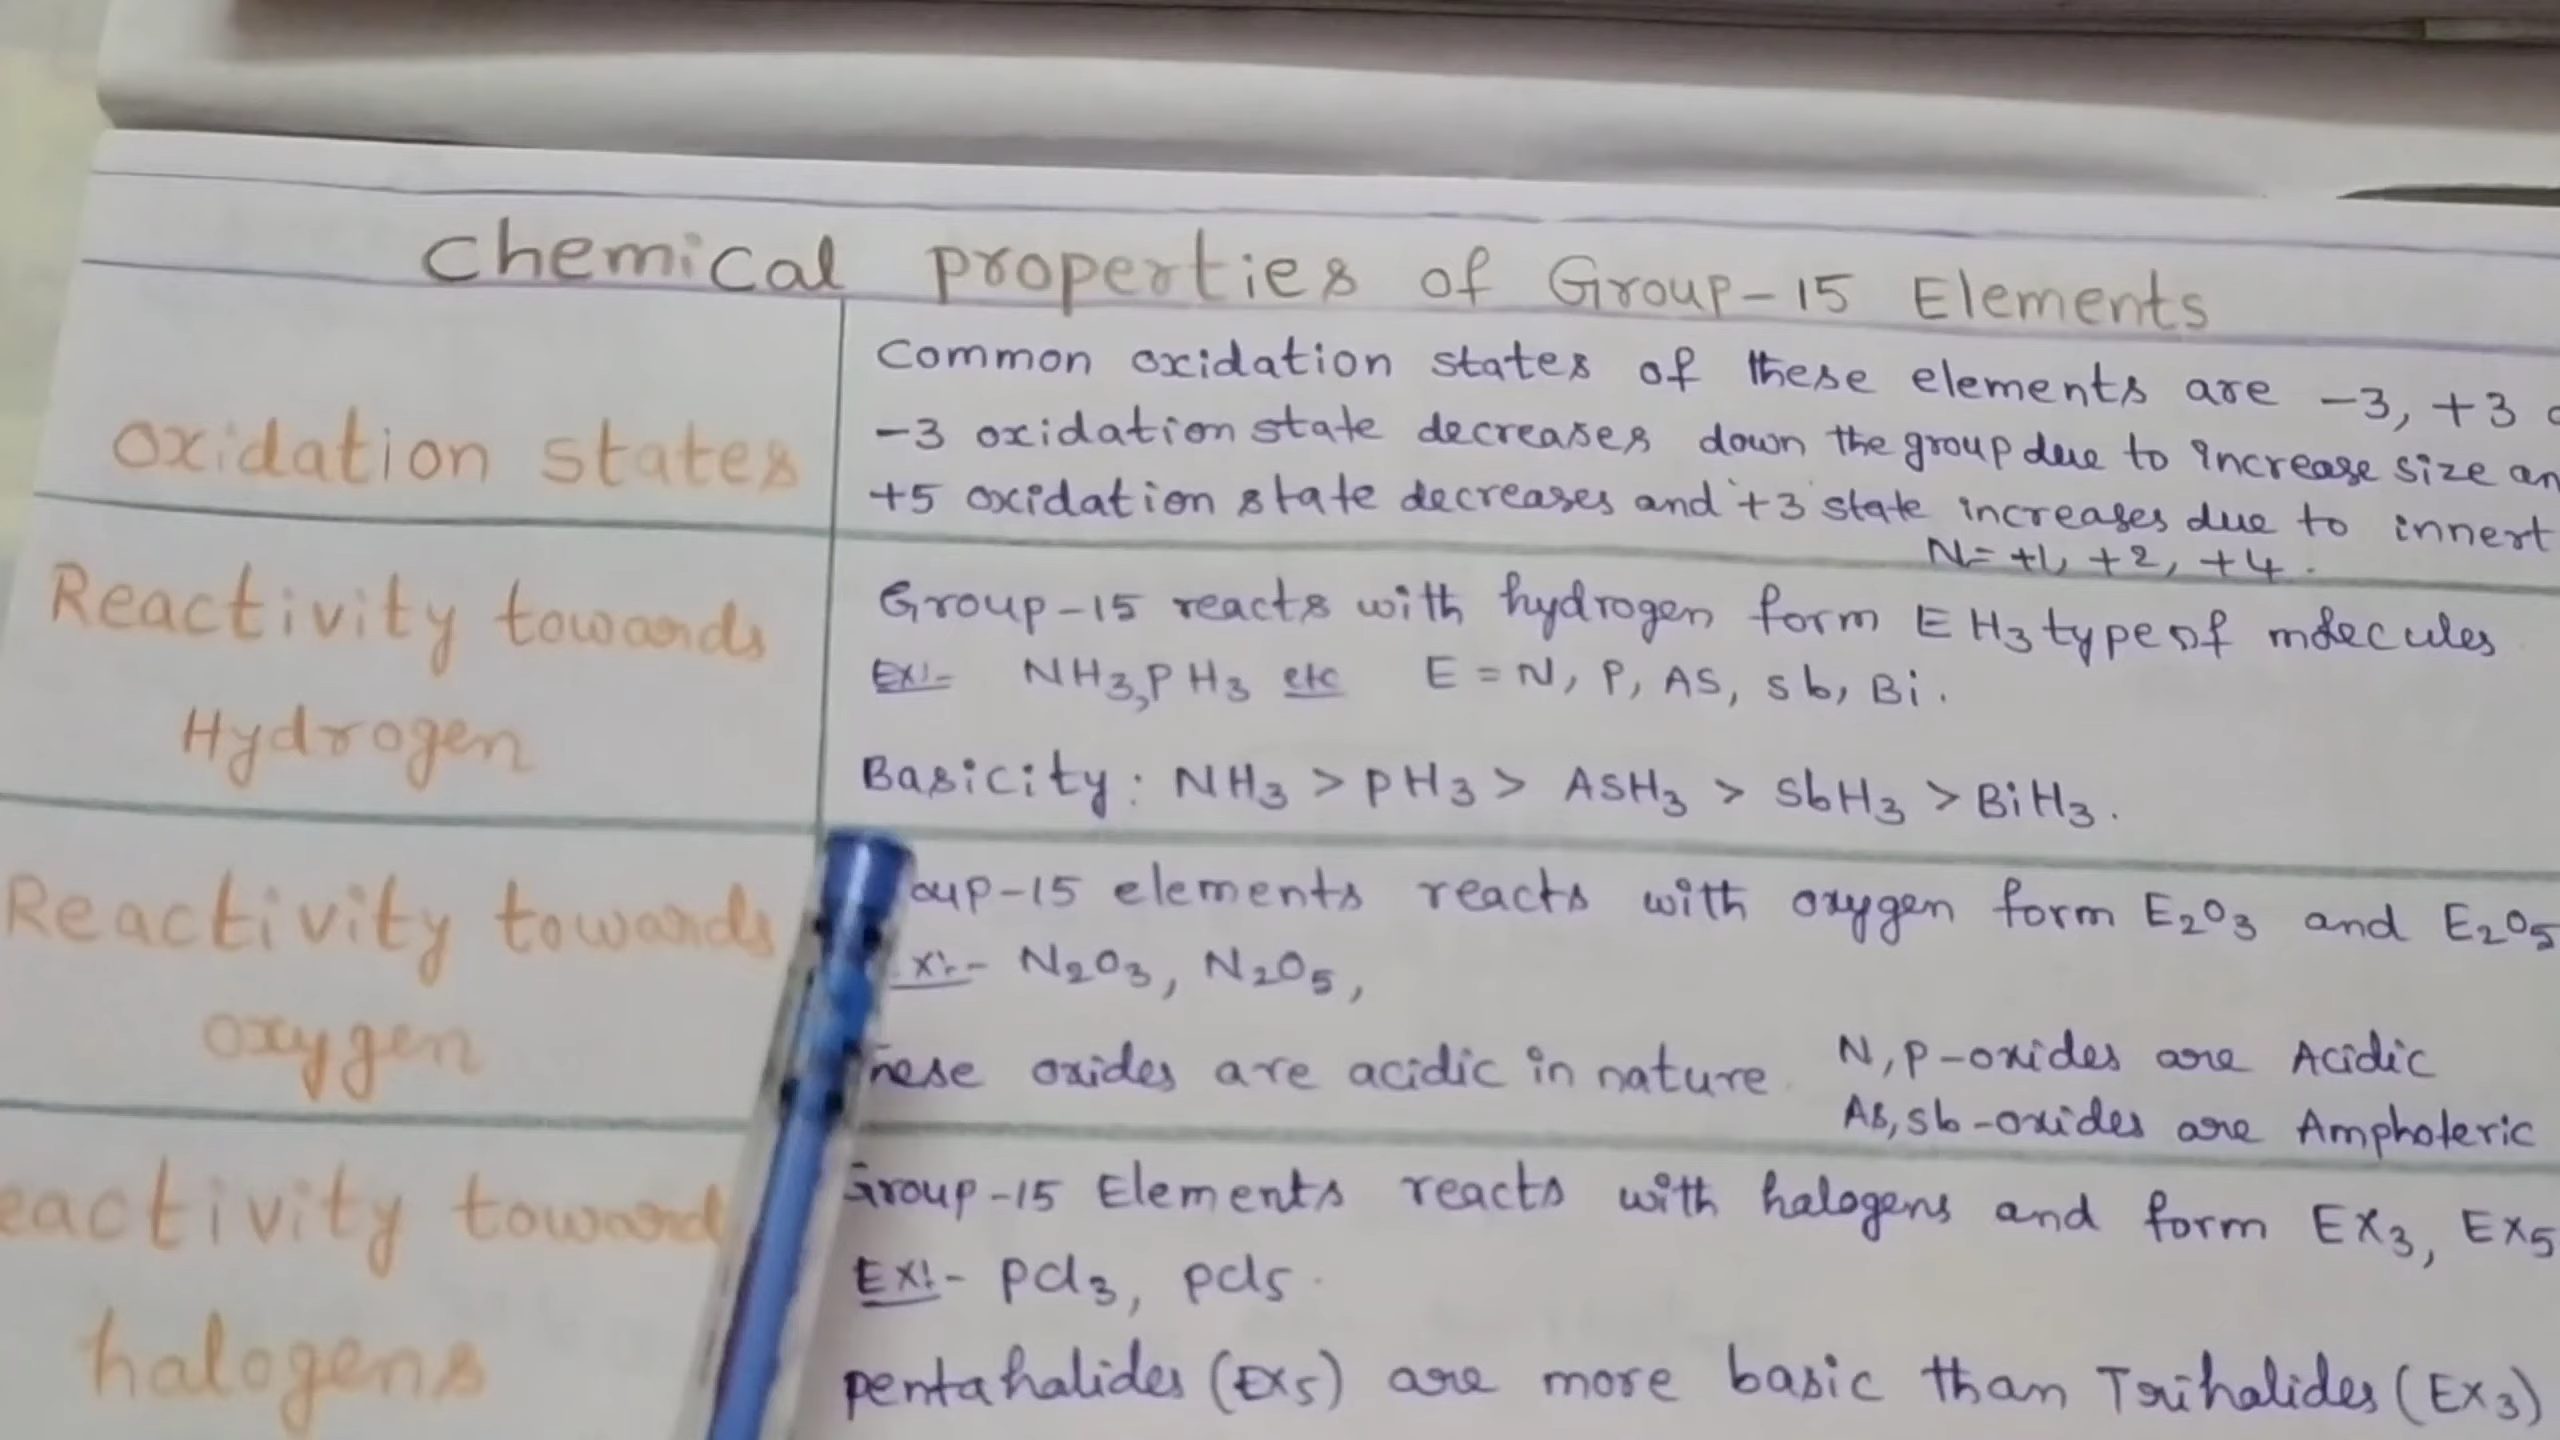 Chemical properties of Group-15 Elements
Oxidation states
Common oxidation states of these elements are -3, +3
-3 oxidation state decreases down the group due to increase size an
+5 oxidation state decreases and +3 state increases due to innert
N= +1, +2, +4.
Reactivity towards
Hydrogen
Group-15 reacts with hydrogen form EH3 type of molecules
Ex:- NH3, PH3 etc E = N, P, AS, Sb, Bi.
Basicity: NH3 > PH3 > ASH3 > SbH3 > BiH3.
Reactivity towards
oxygen
oup-15 elements reacts with oxygen form E2O3 and E2O5
x:- N2O3, N2O5,
hese oxides are acidic in nature
N, P-oxides are Acidic
As, Sb-oxides are Amphoteric
eactivity toward
halogens
Group-15 Elements reacts with halogens and form EX3, EX5
Ex:- PCl3, PCl5.
pentahalides (EX5) are more basic than Trihalides (EX3)